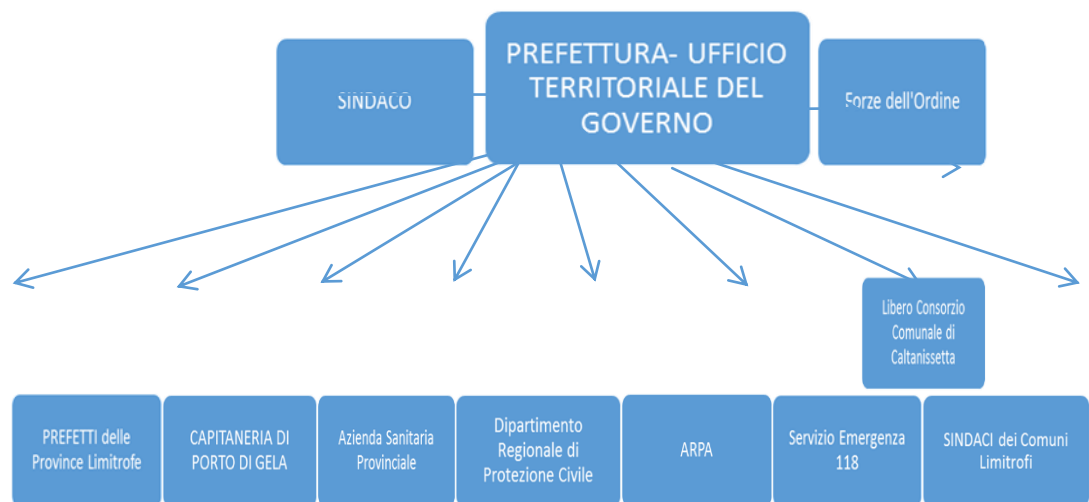 SINDACO
PREFETTURA- UFFICIO
TERRITORIALE DEL
GOVERNO
Forze dell'Ordine
Libero Consorzio
Comunale di
Caltanissetta
PREFETTI delle
Province Limitrofe
CAPITANERIA DI
PORTO DI GELA
Azienda Sanitaria
Provinciale
Dipartimento
Regionale di
Protezione Civile
ARPA
Servizio Emergenza
118
SINDACI dei Comuni
Limitrofi